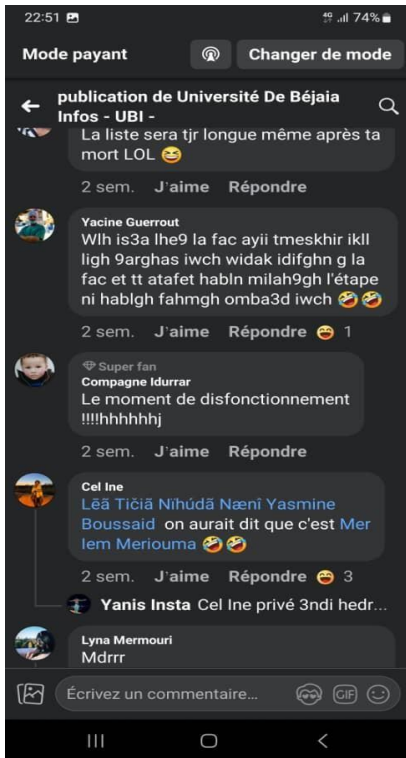 22:51
4G 74%
Mode payant
Changer de mode
publication de Université De Béjaia
Infos - UBI -
La liste sera tjr longue même après ta
mort LOL 😆
2 sem. J'aime Répondre
Yacine Guerrout
Wlh is3a lhe9 la fac ayii tmeskhir ikll
ligh 9arghas iwch widak idifghn g la
fac et tt atafet habln milah9gh l'étape
ni hablgh fahmgh omba3d iwch 🤣🤣
2 sem. J'aime Répondre 😄 1
Super fan
Compagne Idurrar
Le moment de disfonctionnement
!!!!hhhhhhj
2 sem. J'aime Répondre
Cel Ine
Lëã Tičiã Nïhúdã Nænî Yasmine
Boussaid on aurait dit que c'est Mer
Iem Meriouma 🤣🤣
2 sem. J'aime Répondre 😄 3
Yanis Insta Cel Ine privé 3ndi hedr...
Lyna Mermouri
Mdrrr
Écrivez un commentaire...
GIF